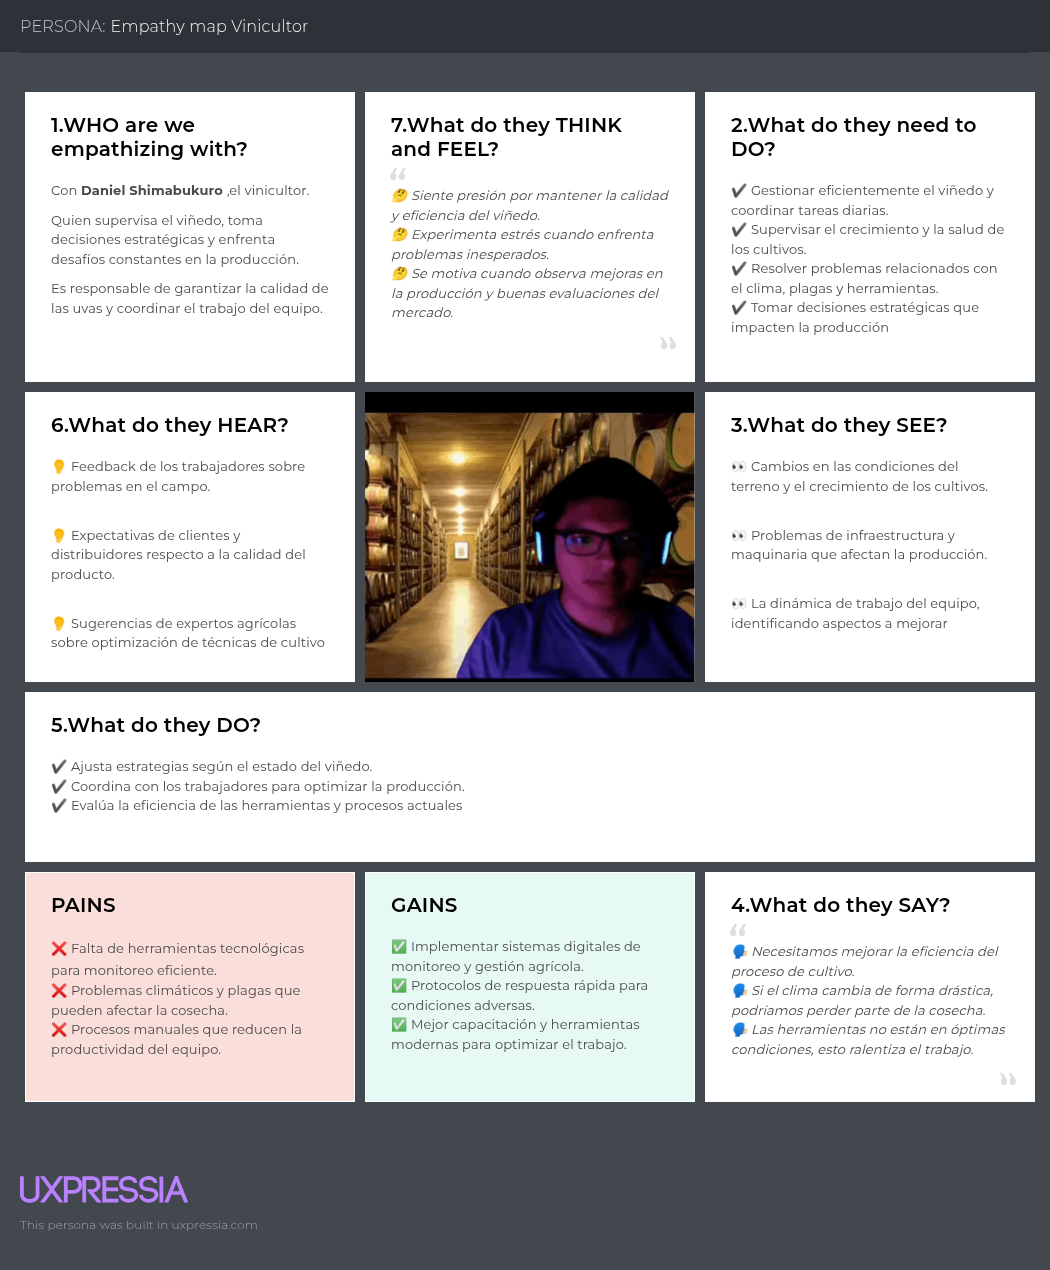 PERSONA: Empathy map Vinicultor
1.WHO are we
empathizing with?
Con Daniel Shimabukuro ,el vinicultor.
Quien supervisa el viñedo, toma
decisiones estratégicas y enfrenta
desafíos constantes en la producción.
Es responsable de garantizar la calidad de
las uvas y coordinar el trabajo del equipo.
7.What do they THINK
and FEEL?
“
🤔 Siente presión por mantener la calidad
y eficiencia del viñedo.
🤔 Experimenta estrés cuando enfrenta
problemas inesperados.
🤔 Se motiva cuando observa mejoras en
la producción y buenas evaluaciones del
mercado.
”
2.What do they need to
DO?
✔️ Gestionar eficientemente el viñedo y
coordinar tareas diarias.
✔️ Supervisar el crecimiento y la salud de
los cultivos.
✔️ Resolver problemas relacionados con
el clima, plagas y herramientas.
✔️ Tomar decisiones estratégicas que
impacten la producción
6.What do they HEAR?
👂 Feedback de los trabajadores sobre
problemas en el campo.
👂 Expectativas de clientes y
distribuidores respecto a la calidad del
producto.
👂 Sugerencias de expertos agrícolas
sobre optimización de técnicas de cultivo
3.What do they SEE?
👀 Cambios en las condiciones del
terreno y el crecimiento de los cultivos.
👀 Problemas de infraestructura y
maquinaria que afectan la producción.
👀 La dinámica de trabajo del equipo,
identificando aspectos a mejorar
5.What do they DO?
✔️ Ajusta estrategias según el estado del viñedo.
✔️ Coordina con los trabajadores para optimizar la producción.
✔️ Evalúa la eficiencia de las herramientas y procesos actuales
PAINS
❌ Falta de herramientas tecnológicas
para monitoreo eficiente.
❌ Problemas climáticos y plagas que
pueden afectar la cosecha.
❌ Procesos manuales que reducen la
productividad del equipo.
GAINS
✅ Implementar sistemas digitales de
monitoreo y gestión agrícola.
✅ Protocolos de respuesta rápida para
condiciones adversas.
✅ Mejor capacitación y herramientas
modernas para optimizar el trabajo.
4.What do they SAY?
“
🗣️ Necesitamos mejorar la eficiencia del
proceso de cultivo.
🗣️ Si el clima cambia de forma drástica,
podríamos perder parte de la cosecha.
🗣️ Las herramientas no están en óptimas
condiciones, esto ralentiza el trabajo.
”
UXPRESSIA
This persona was built in uxpressia.com